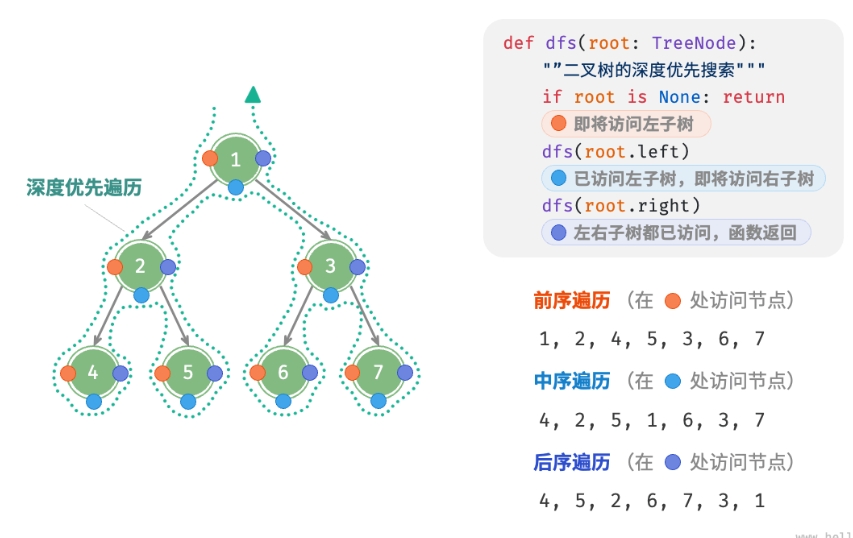 def dfs(root: TreeNode):
"”二叉树的深度优先搜索"""
if root is None: return
即将访问左子树
dfs(root.left)
已访问左子树，即将访问右子树
dfs(root.right)
左右子树都已访问，函数返回
深度优先遍历
1
2
3
4
5
6
7
前序遍历 （在 处访问节点）
1, 2, 4, 5, 3, 6, 7
中序遍历 （在 处访问节点）
4, 2, 5, 1, 6, 3, 7
后序遍历 （在 处访问节点）
4, 5, 2, 6, 7, 3, 1